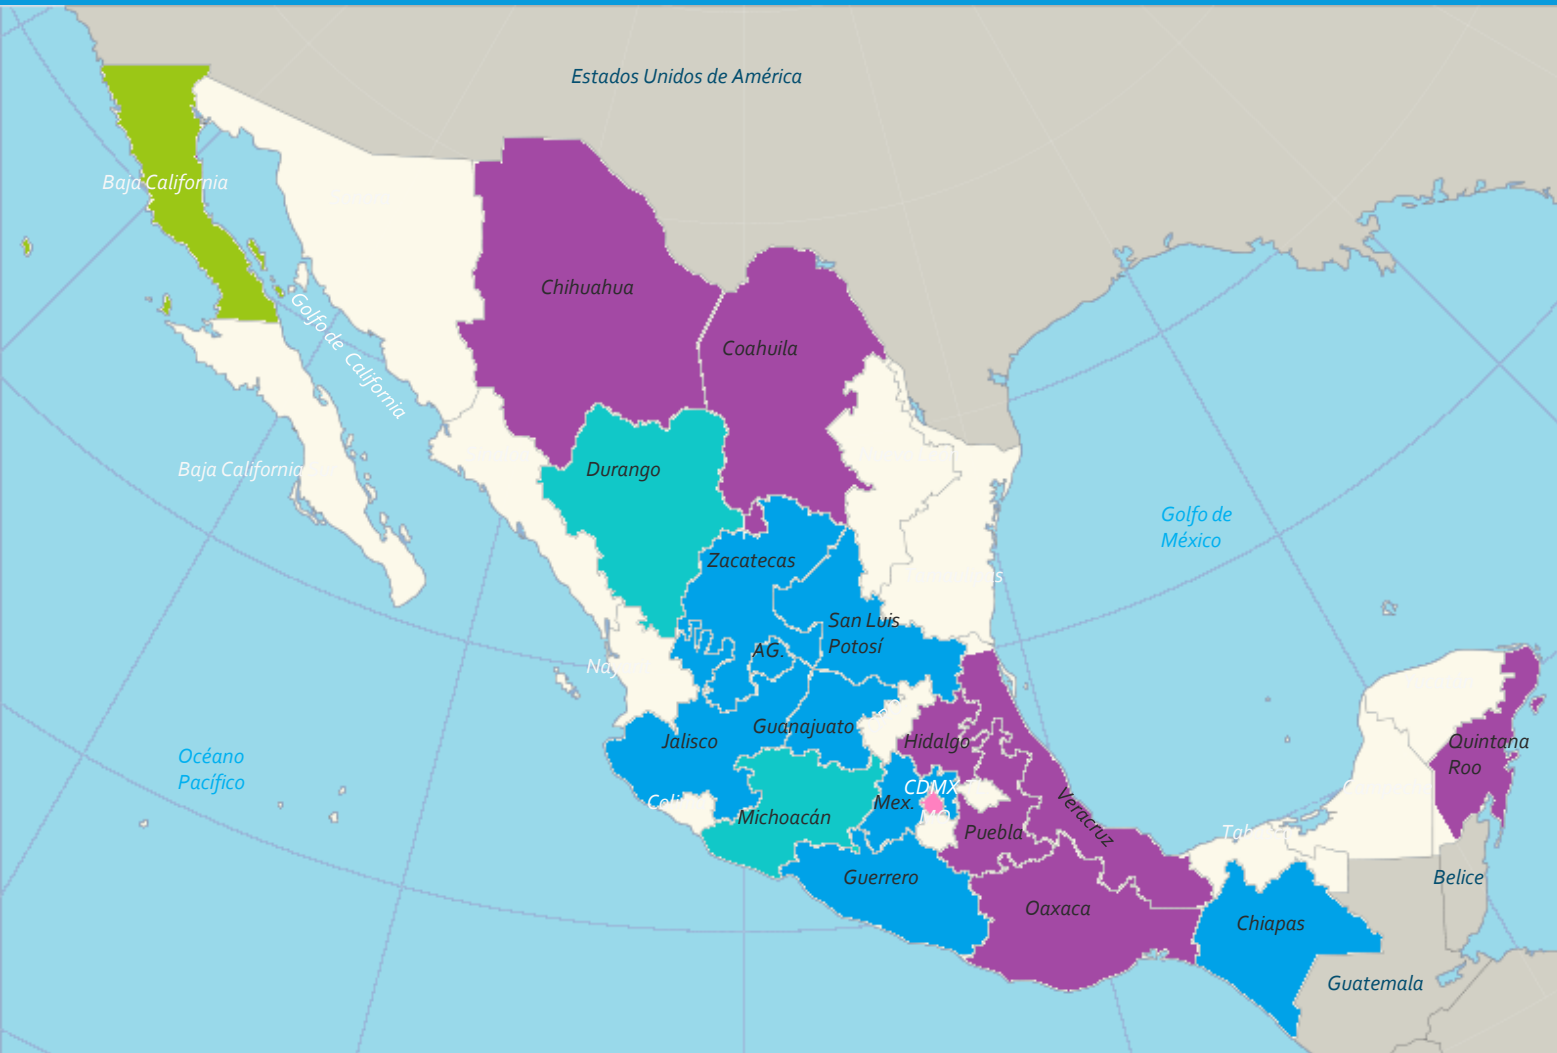 Estados Unidos de América
Baja California
Chihuahua
Golfo de California
Coahuila
Durango
Baja California
Golfo de
México
Zacatecas
San Luis
Potosí
AG.
Guanajuato
Jalisco
Hidalgo
Quintana
Roo
Océano
Pacífico
CDMX
Mex.
Michoacán
Veracruz
Puebla
Guerrero
Belice
Oaxaca
Chiapas
Guatemala